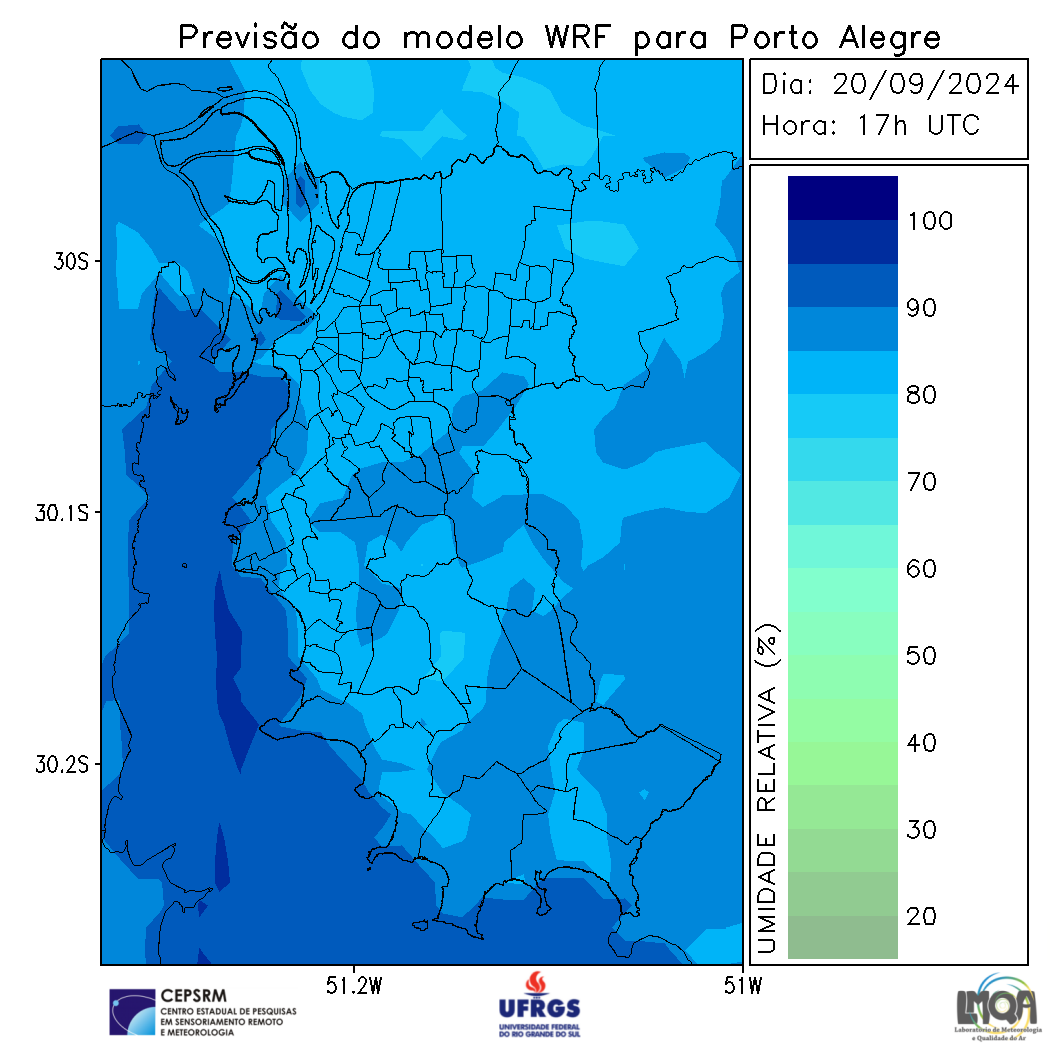 Previsão do modelo WRF para Porto Alegre
Dia: 20/09/2024
Hora: 17h UTC
30S
30.1S
30.2S
51.2W
51W
100
90
80
70
60
50
40
30
20
UMIDADE RELATIVA (%)
CEPSRM
CENTRO ESTADUAL DE PESQUISAS
EM SENSORIAMENTO REMOTO
E METEOROLOGIA
UFRGS
UNIVERSIDADE FEDERAL
DO RIO GRANDE DO SUL
LMQA
Laboratório de Meteorologia
e Qualidade do Ar